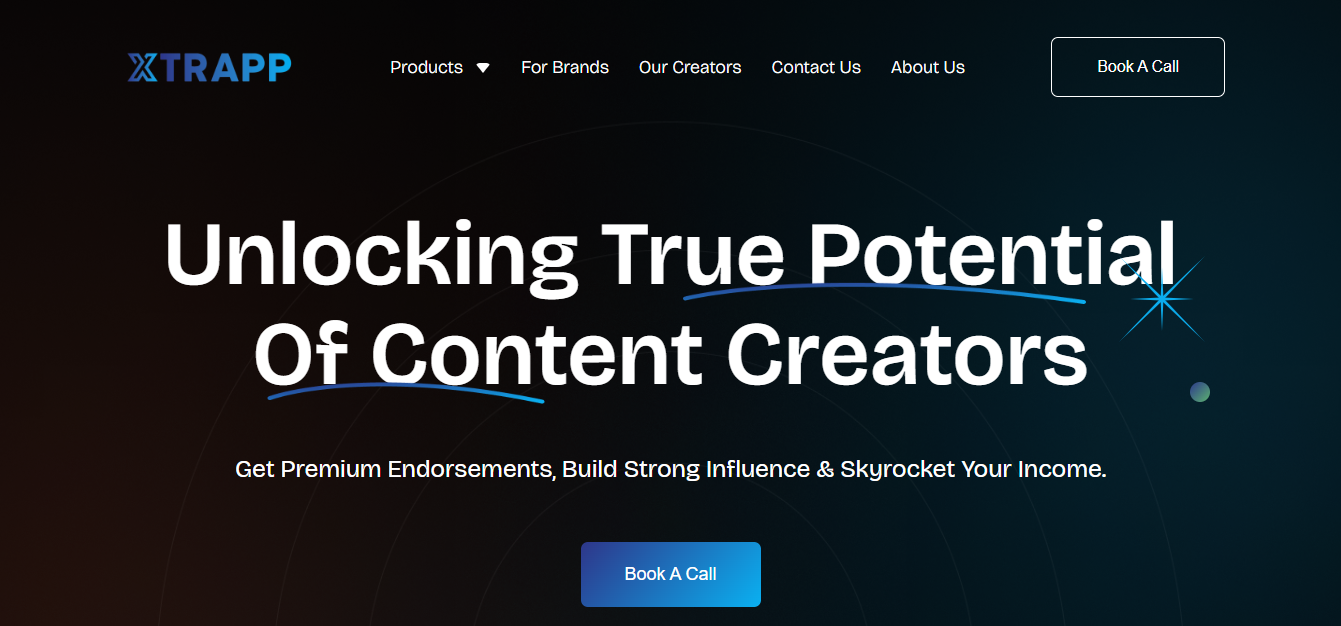 XTRAPP
Products
For Brands
Our Creators
Contact Us
About Us
Book A Call
Unlocking True Potential
Of Content Creators
Get Premium Endorsements, Build Strong Influence & Skyrocket Your Income.
Book A Call